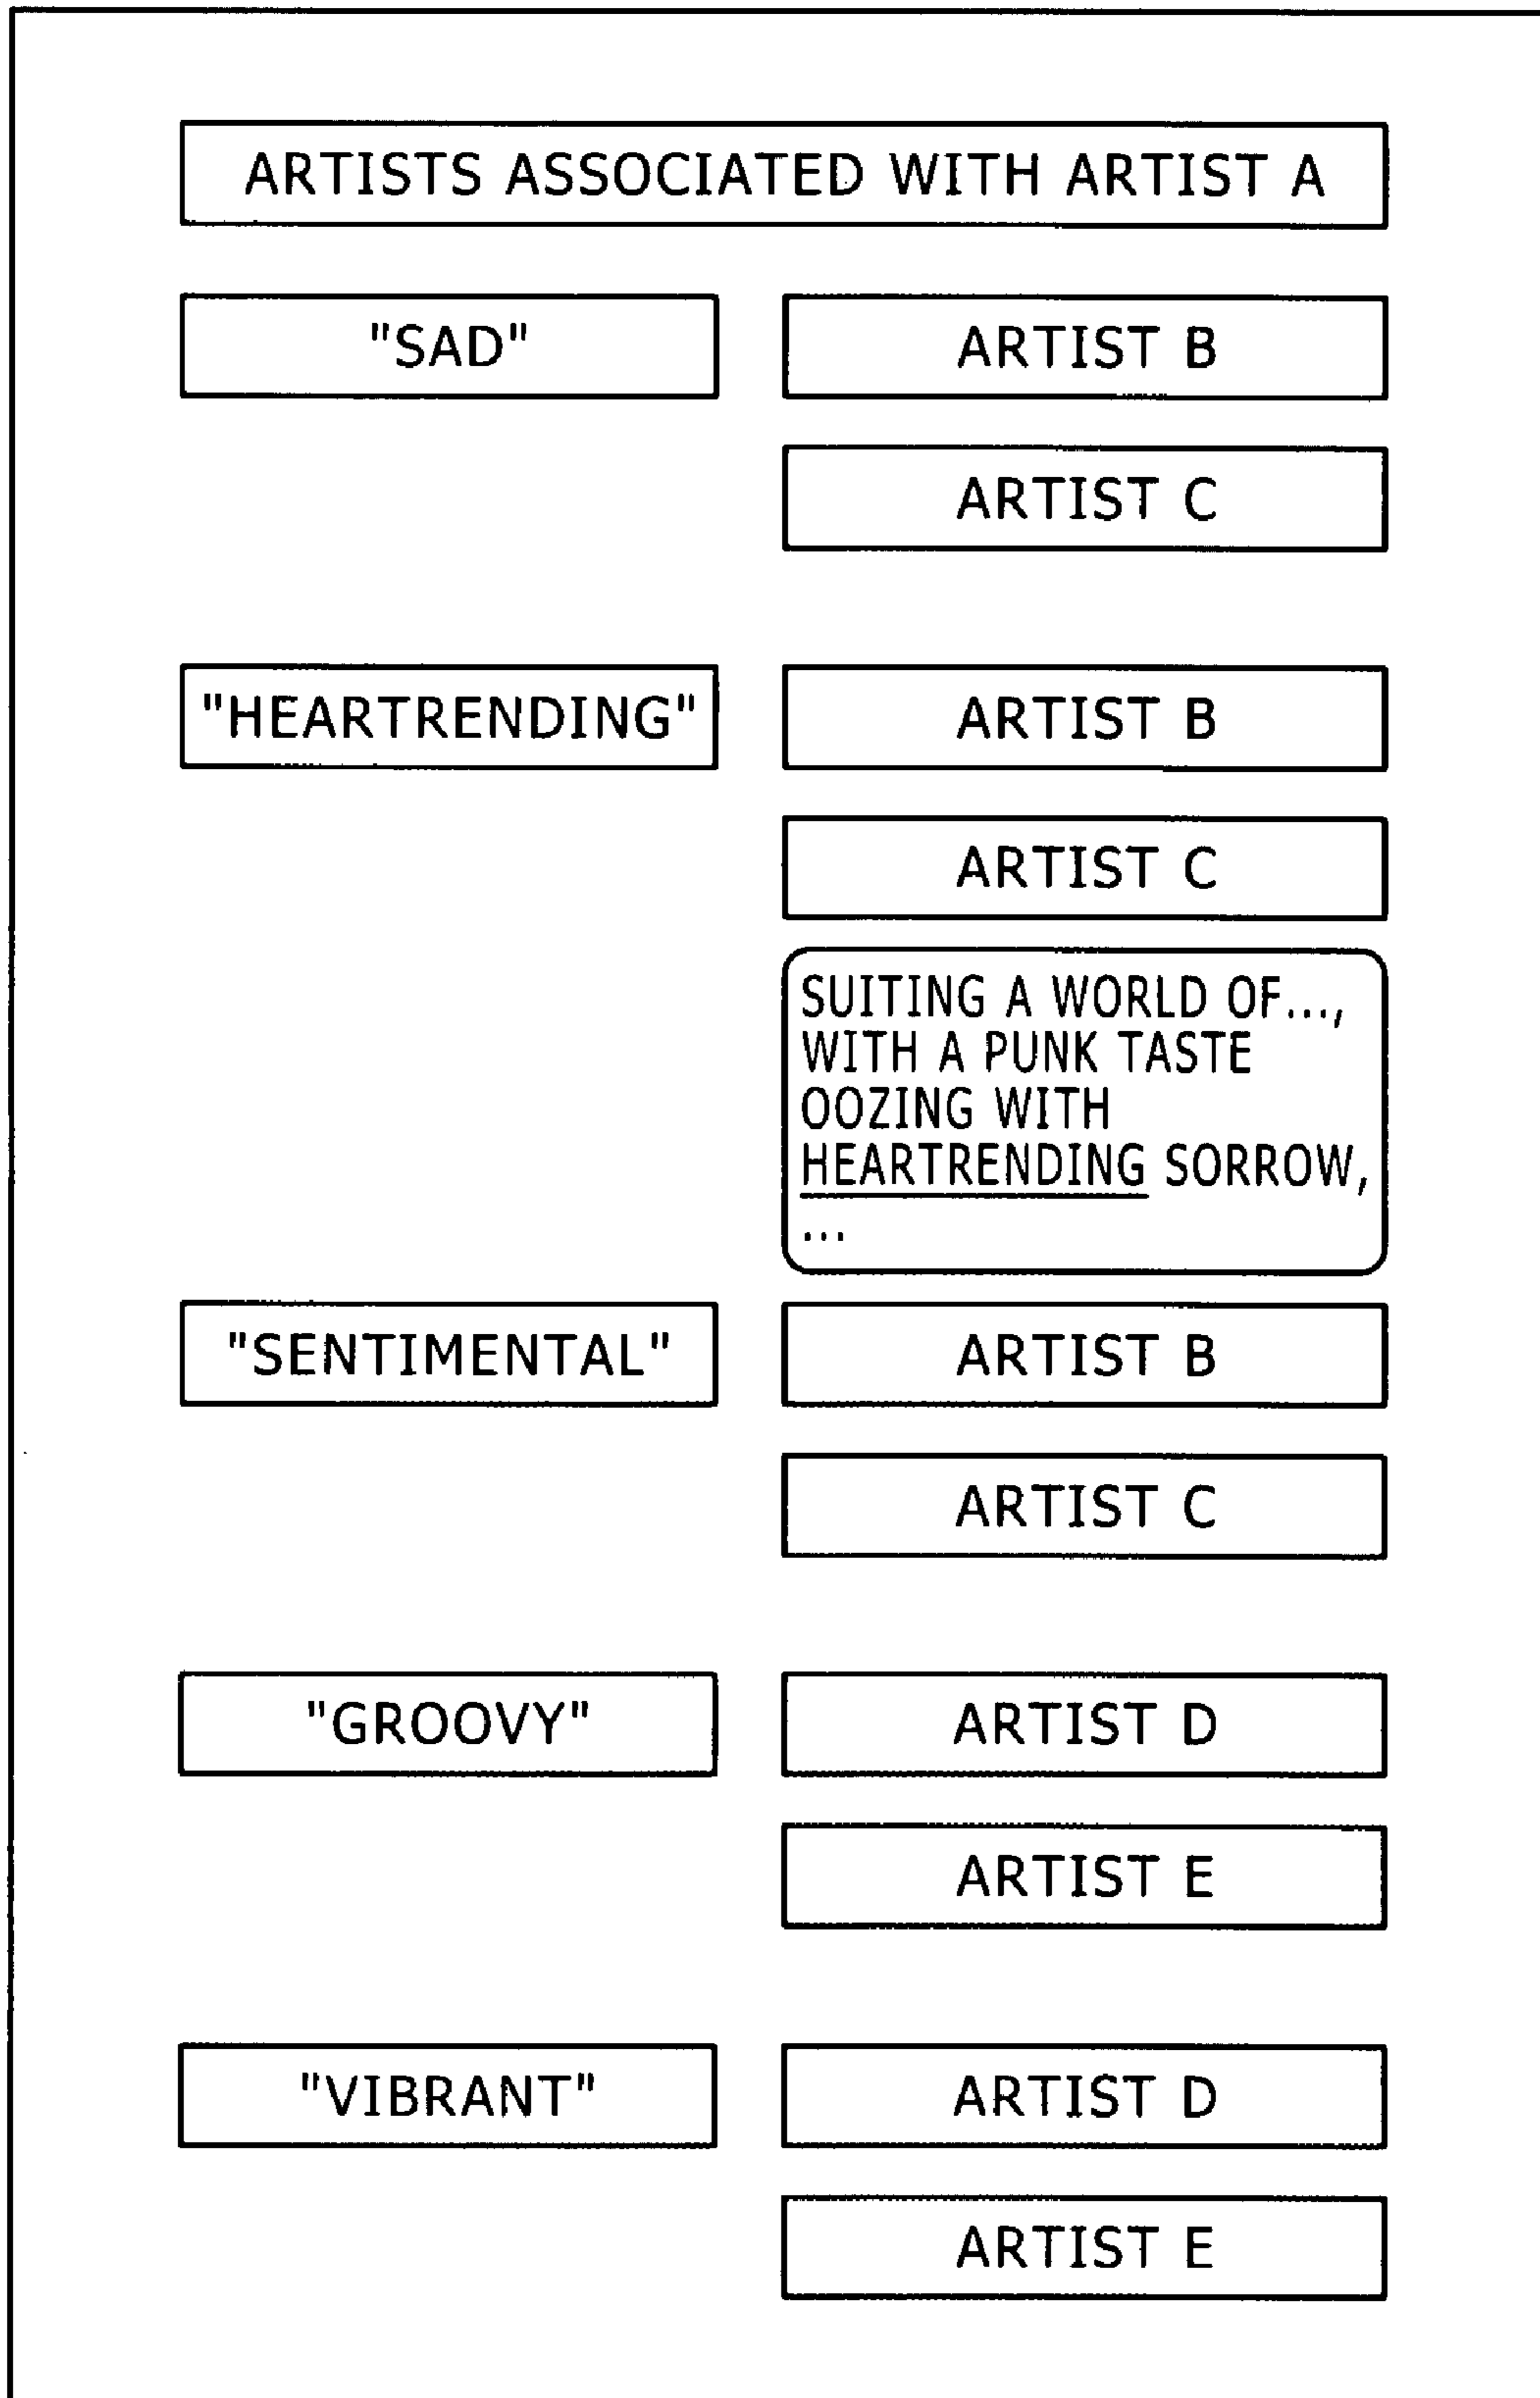 ARTISTS ASSOCIATED WITH ARTIST A
"SAD"
ARTIST B
ARTIST C
"HEARTRENDING"
ARTIST B
ARTIST C
SUITING A WORLD OF...,
WITH A PUNK TASTE
OOZING WITH
HEARTRENDING SORROW,
...
"SENTIMENTAL"
ARTIST B
ARTIST C
"GROOVY"
ARTIST D
ARTIST E
"VIBRANT"
ARTIST D
ARTIST E